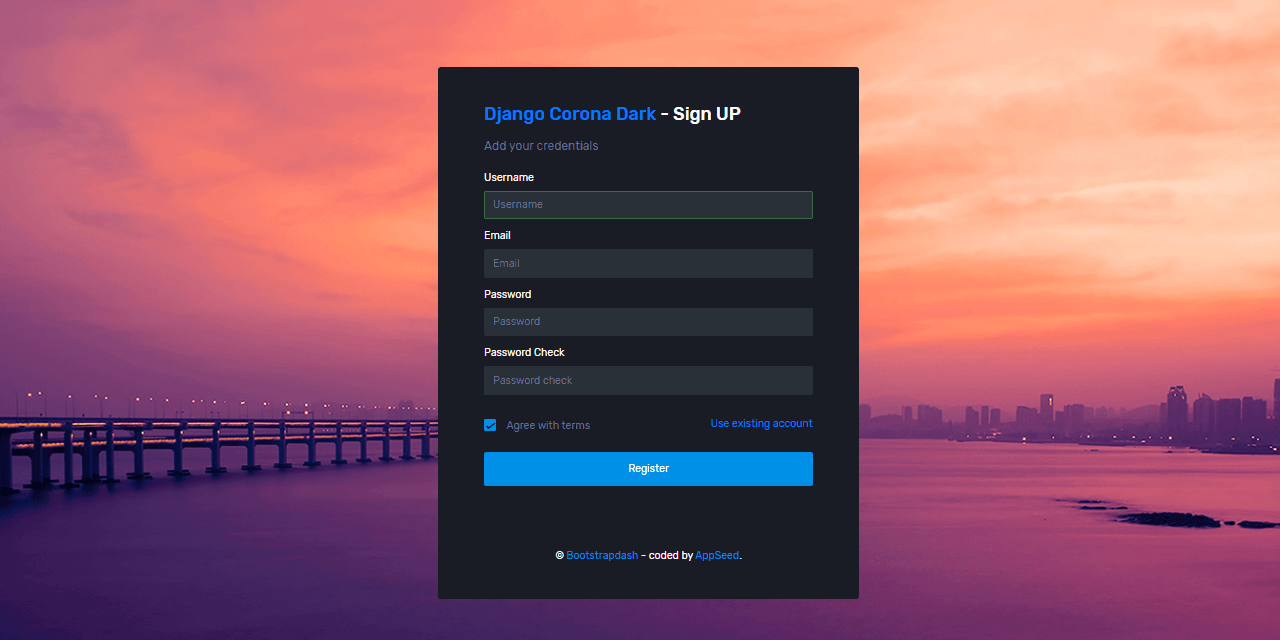 Django Corona Dark - Sign UP
Add your credentials
Username
Username
Email
Email
Password
Password
Password Check
Password check
Agree with terms
Use existing account
Register
© Bootstrapdash - coded by AppSeed.